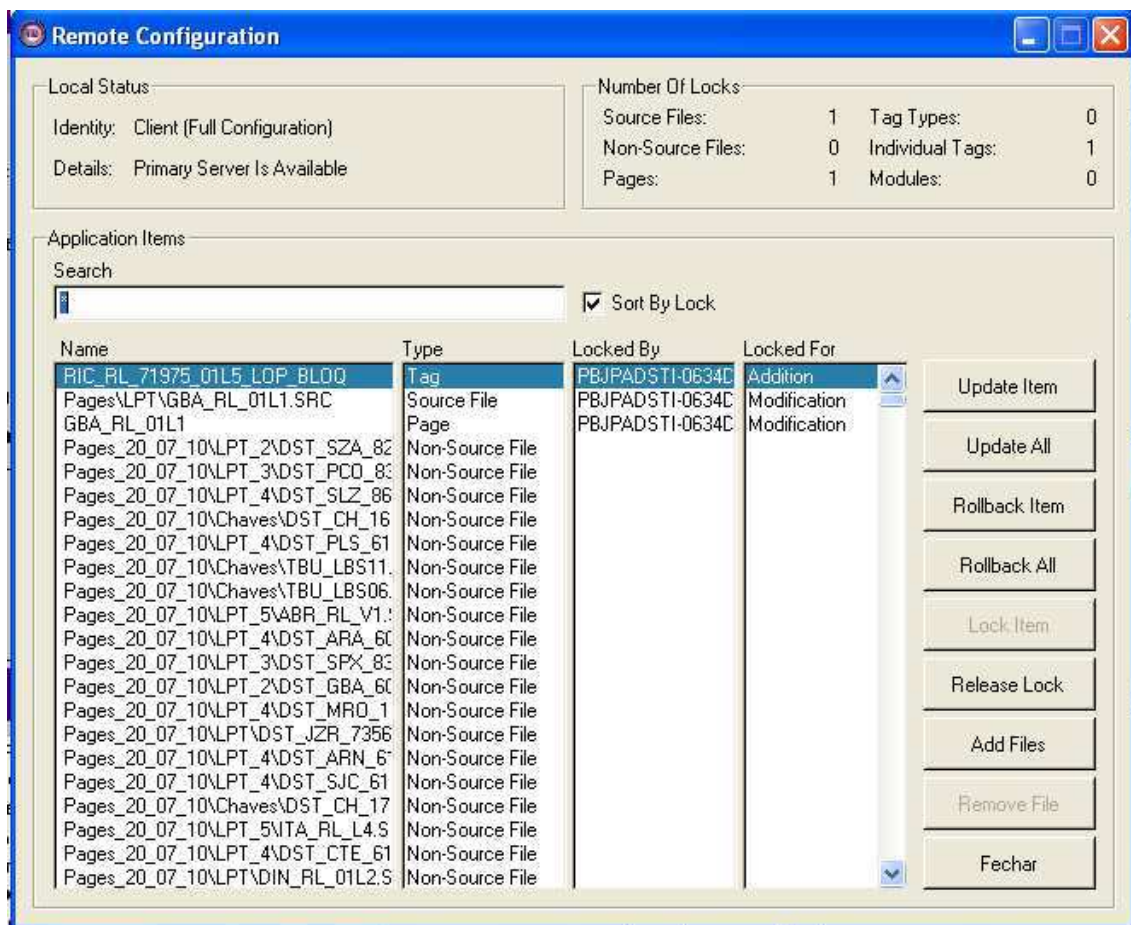 Remote Configuration
Local Status
Identity: Client (Full Configuration)
Details: Primary Server Is Available
Number Of Locks
Source Files: 1 Tag Types: 0
Non-Source Files: 0 Individual Tags: 1
Pages: 1 Modules: 0
Application Items
Search
*
Sort By Lock
Name Type Locked By Locked For
RIC_RL_71975_01L5_LOP_BLOQ Tag PBJPADSTI-0634D Addition
Pages\LPT\GBA_RL_01L1.SRC Source File PBJPADSTI-0634D Modification
GBA_RL_01L1 Page PBJPADSTI-0634D Modification
Pages_20_07_10\LPT_2\DST_SZA_82 Non-Source File
Pages_20_07_10\LPT_3\DST_PCO_83 Non-Source File
Pages_20_07_10\LPT_4\DST_SLZ_86 Non-Source File
Pages_20_07_10\Chaves\DST_CH_16 Non-Source File
Pages_20_07_10\LPT_4\DST_PLS_61 Non-Source File
Pages_20_07_10\Chaves\TBU_LBS11. Non-Source File
Pages_20_07_10\Chaves\TBU_LBS06. Non-Source File
Pages_20_07_10\LPT_5\ABR_RL_V1.S Non-Source File
Pages_20_07_10\LPT_4\DST_ARA_60 Non-Source File
Pages_20_07_10\LPT_3\DST_SPX_83 Non-Source File
Pages_20_07_10\LPT_2\DST_GBA_60 Non-Source File
Pages_20_07_10\LPT_4\DST_MRO_1 Non-Source File
Pages_20_07_10\LPT\DST_JZR_7356 Non-Source File
Pages_20_07_10\LPT_4\DST_ARN_61 Non-Source File
Pages_20_07_10\LPT_4\DST_SJC_61 Non-Source File
Pages_20_07_10\Chaves\DST_CH_17 Non-Source File
Pages_20_07_10\LPT_5\ITA_RL_L4.S Non-Source File
Pages_20_07_10\LPT_4\DST_CTE_61 Non-Source File
Pages_20_07_10\LPT\DIN_RL_01L2.S Non-Source File
Update Item
Update All
Rollback Item
Rollback All
Lock Item
Release Lock
Add Files
Remove File
Fechar